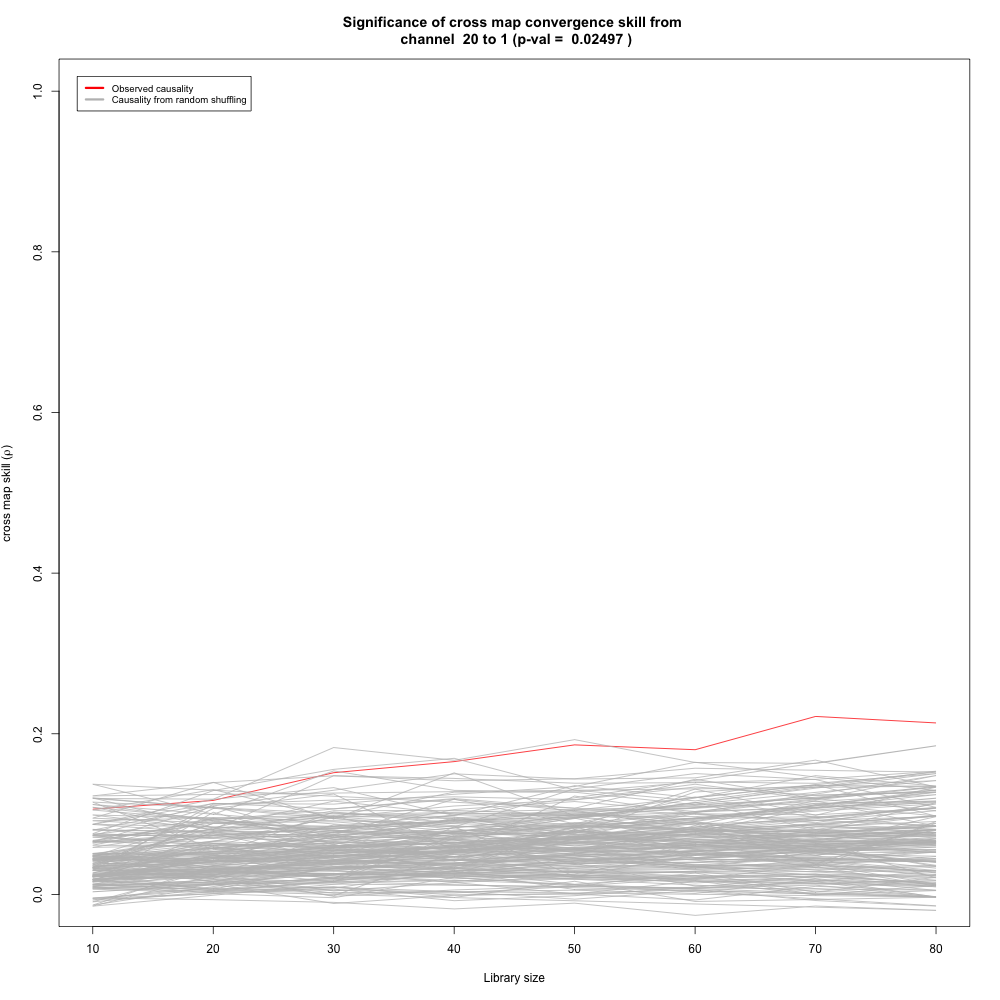 Significance of cross map convergence skill from
channel  20 to 1 (p-val =  0.02497 )
Observed causality
Causality from random shuffling
1.0
0.8
0.6
0.4
0.2
0.0
cross map skill (ρ)
10 20 30 40 50 60 70 80
Library size